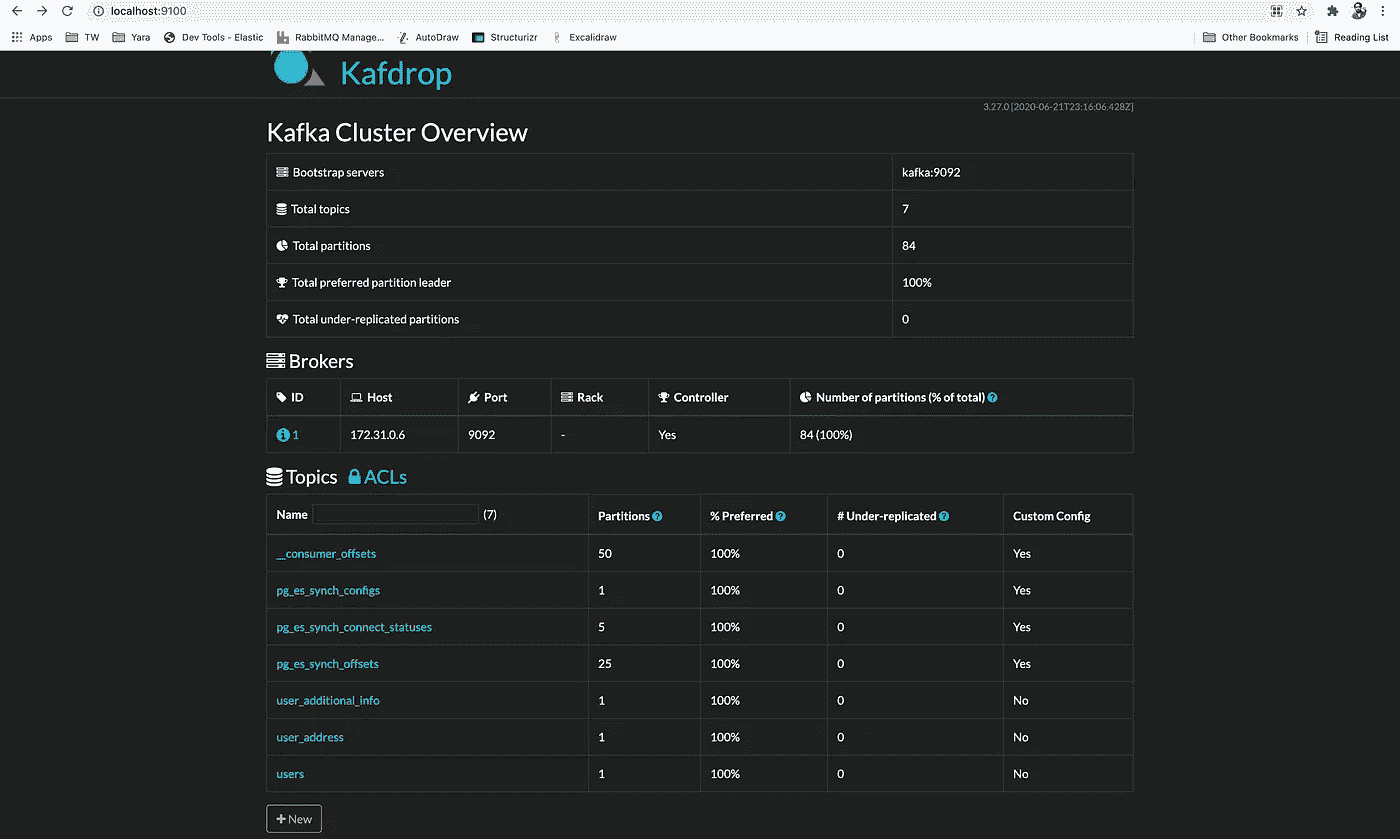 localhost:9100
Apps TW Yara Dev Tools - Elastic RabbitMQ Manage... AutoDraw Structurizr Excalidraw Other Bookmarks Reading List
Kafdrop
3.27.0 [2020-06-21T23:16:06.428Z]
Kafka Cluster Overview
Bootstrap servers kafka:9092
Total topics 7
Total partitions 84
Total preferred partition leader 100%
Total under-replicated partitions 0
Brokers
ID Host Port Rack Controller Number of partitions (% of total)
1 172.31.0.6 9092 - Yes 84 (100%)
Topics ACLs
Name (7) Partitions % Preferred # Under-replicated Custom Config
__consumer_offsets 50 100% 0 Yes
pg_es_synch_configs 1 100% 0 Yes
pg_es_synch_connect_statuses 5 100% 0 Yes
pg_es_synch_offsets 25 100% 0 Yes
user_additional_info 1 100% 0 No
user_address 1 100% 0 No
users 1 100% 0 No
+ New